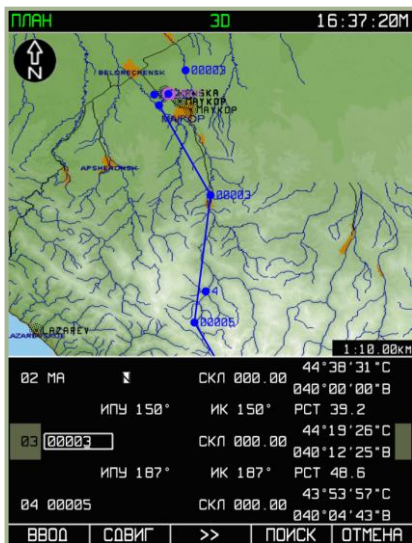 ПЛАН 3D 16:37:20М
N
BELORECHENSK
00003
MAYKOP
MAYKOP
APSHERONSK
00003
4
00005
LAZAREV
1:10.00км
02 МА СКЛ 000.00 44°38'31"С
040°00'00"В
ИПУ 150° ИК 150° РСТ 39.2
03 00003 СКЛ 000.00 44°19'26"С
040°12'25"В
ИПУ 187° ИК 187° РСТ 48.6
04 00005 СКЛ 000.00 43°53'57"С
040°04'43"В
ВВОД СДВИГ >> ПОИСК ОТМЕНА